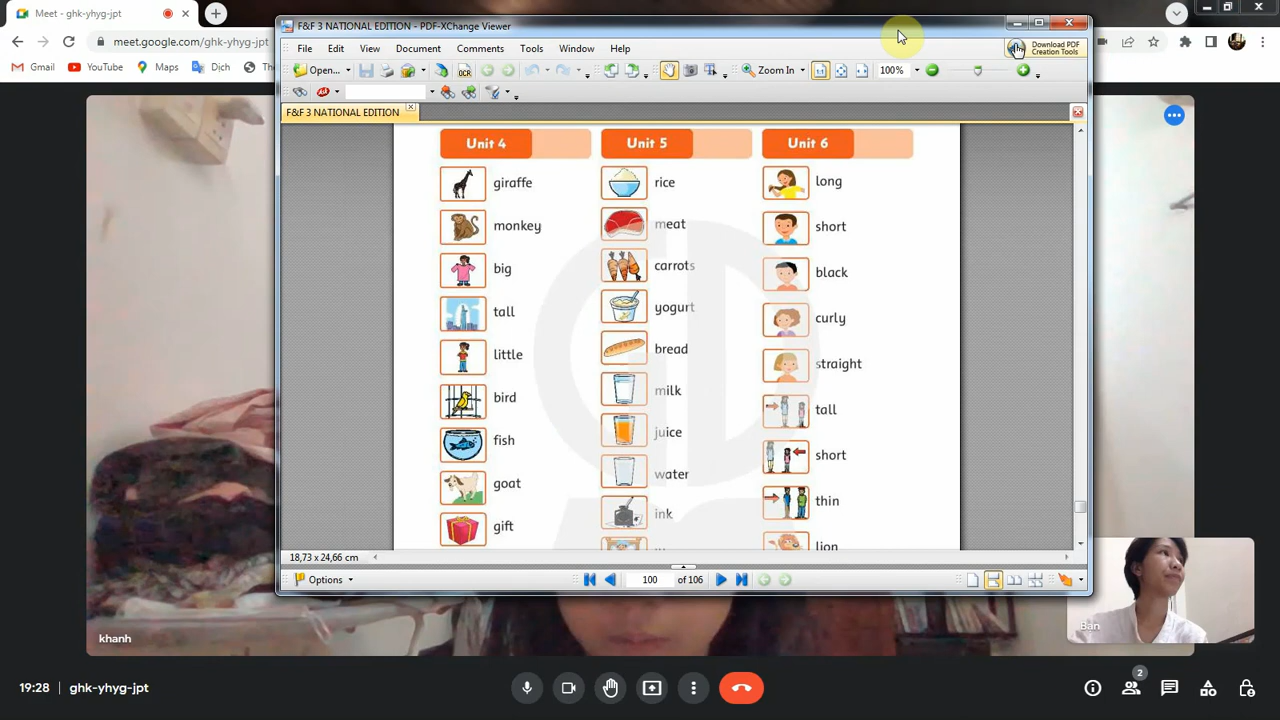 Meet - ghk-yhyg-jpt
meet.google.com/ghk-yhyg-jpt
Gmail
YouTube
Maps
Dịch
The
F&F 3 NATIONAL EDITION - PDF-XChange Viewer
File Edit View Document Comments Tools Window Help
Download PDF
Creation Tools
Open...
OCR
Zoom In
100%
F&F 3 NATIONAL EDITION
Unit 4
giraffe
monkey
big
tall
little
bird
fish
goat
gift
Unit 5
rice
meat
carrots
yogurt
bread
milk
juice
water
ink
Unit 6
long
short
black
curly
straight
tall
short
thin
lion
18,73 x 24,66 cm
Options
100 of 106
khanh
Bạn
19:28 ghk-yhyg-jpt
2